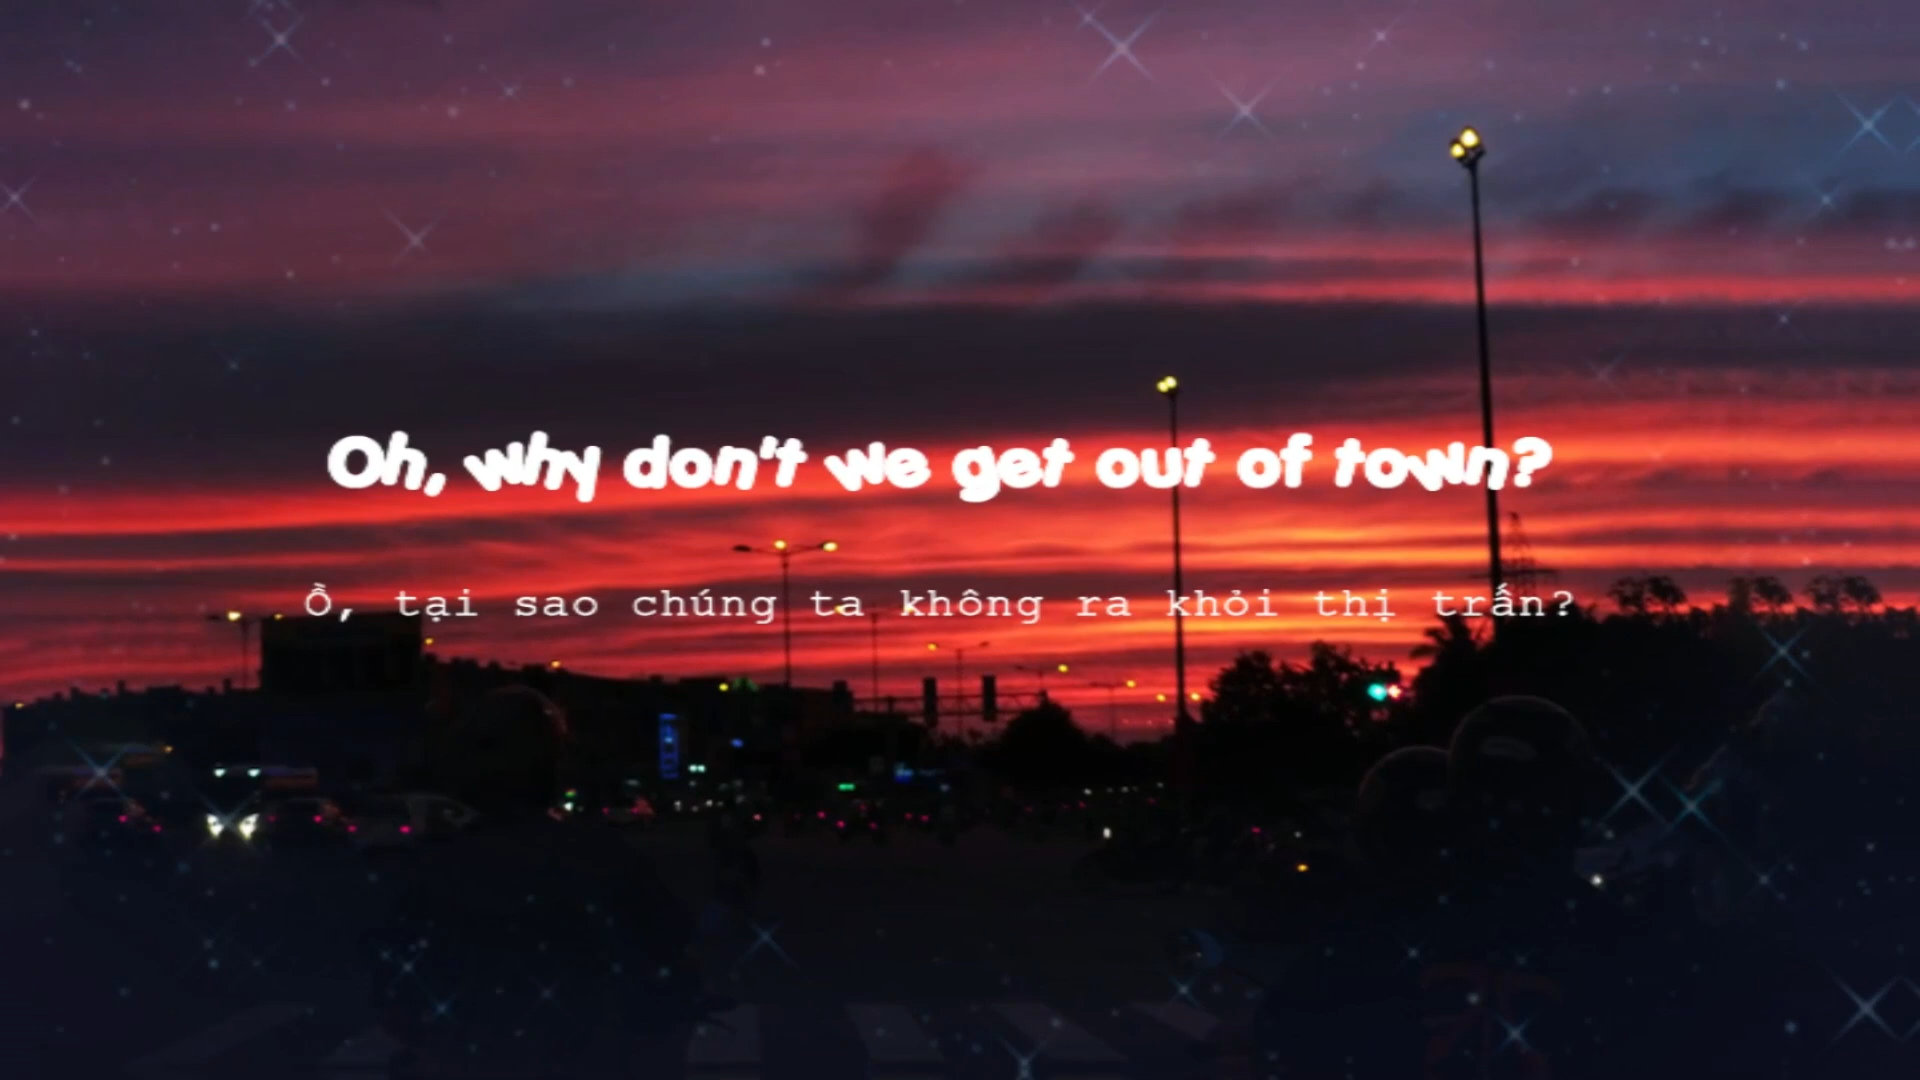 Oh, why don't we get out of town?
Ồ, tại sao chúng ta không ra khỏi thị trấn?